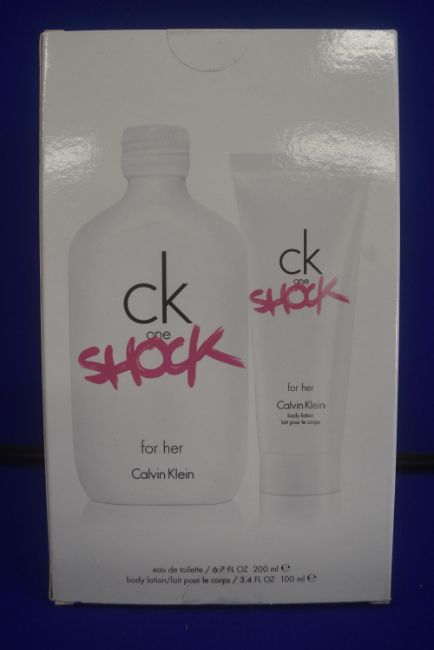 ck
one
SHOCK
for her
Calvin Klein
ck
one
SHOCK
for her
Calvin Klein
body lotion
lait pour le corps
eau de toilette / 6.7 FL OZ 200 ml ℮
body lotion/lait pour le corps / 3.4 FL OZ 100 ml ℮